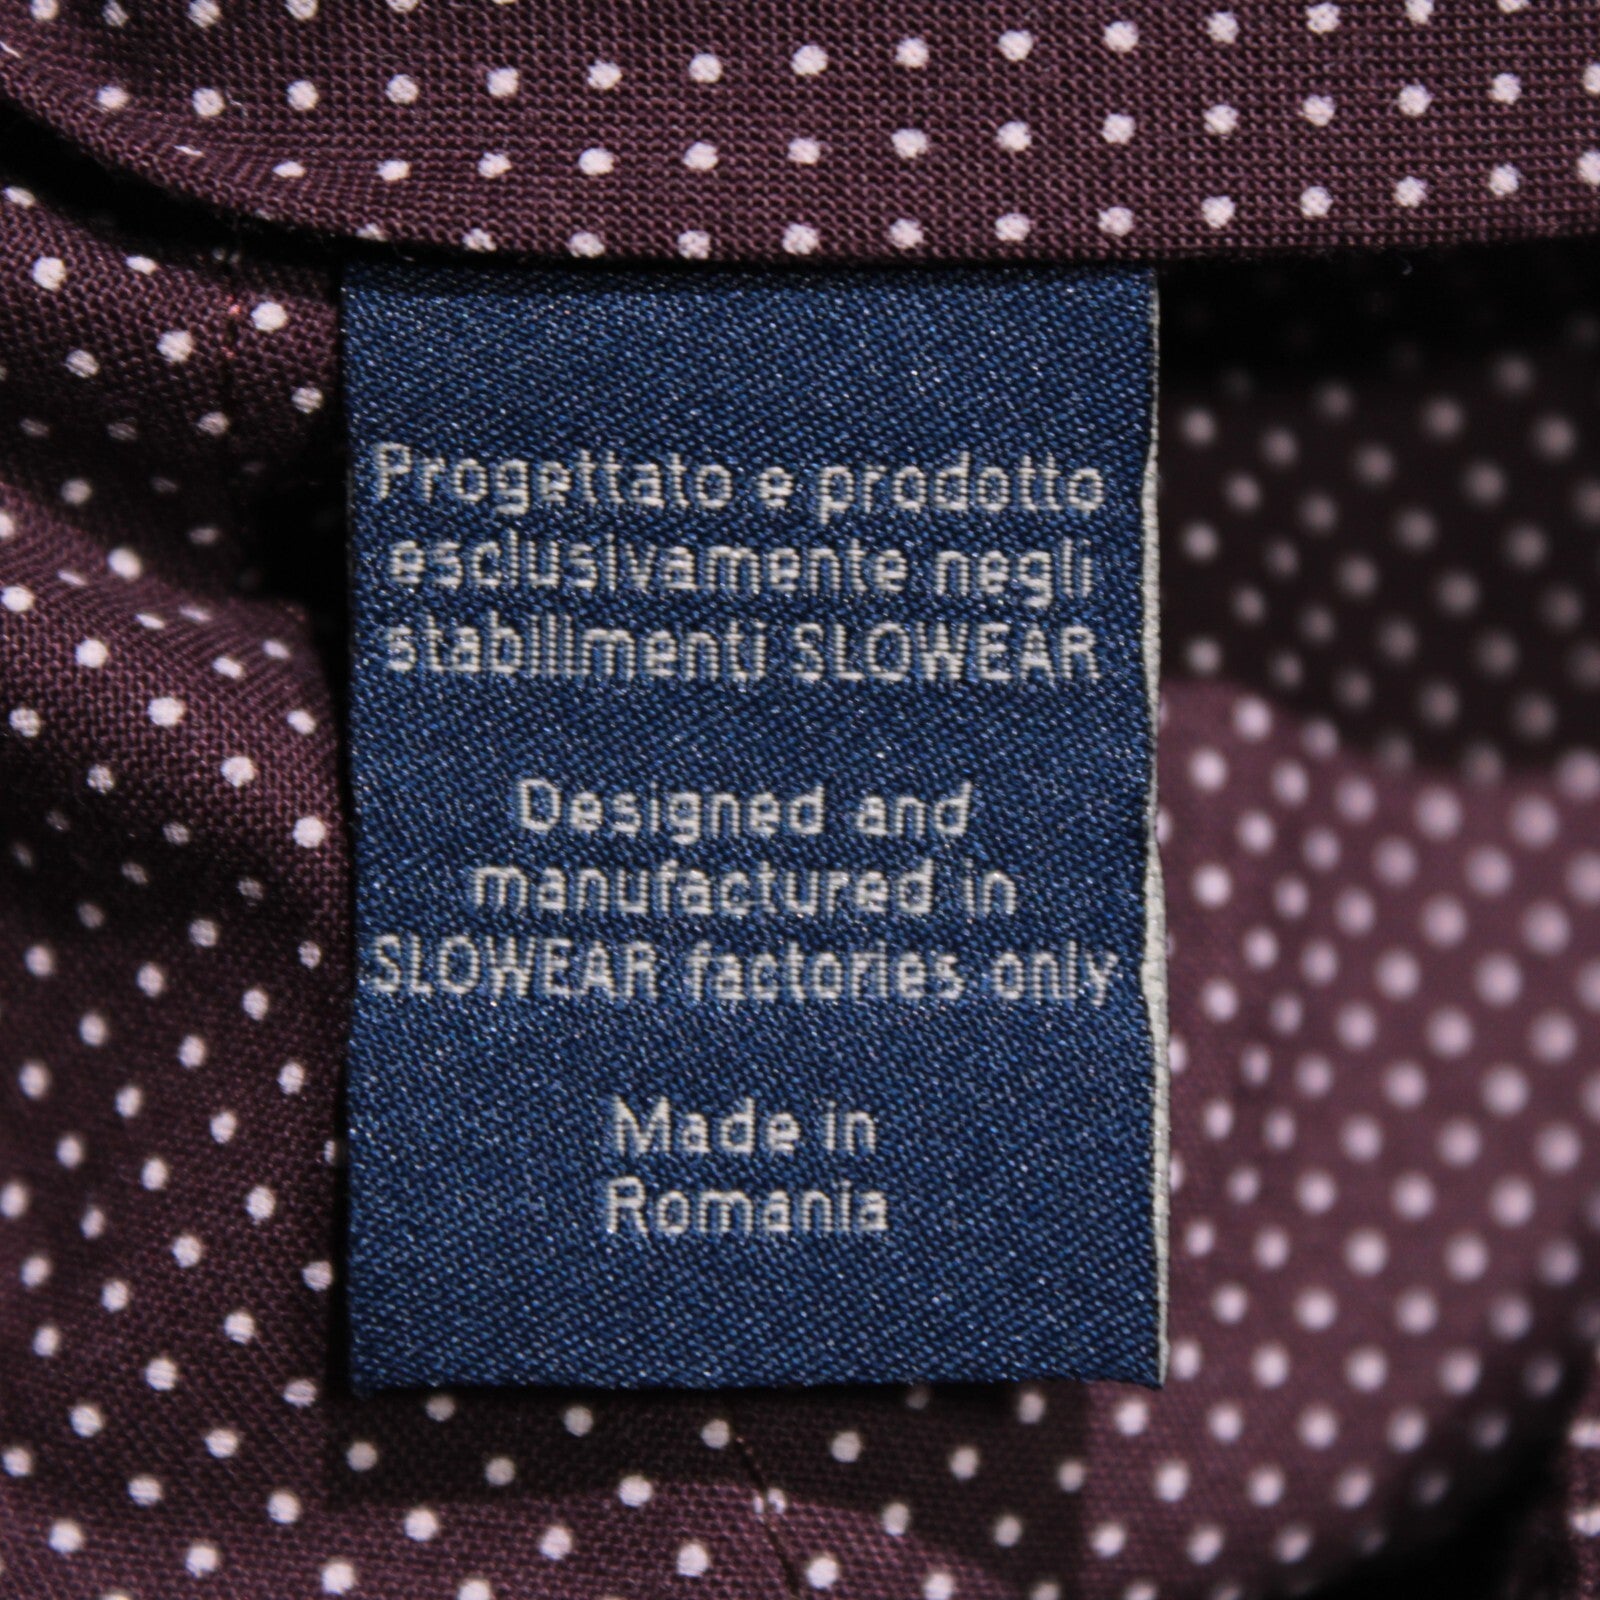 Progettato e prodotto
esclusivamente negli
stabilimenti SLOWEAR
Designed and
manufactured in
SLOWEAR factories only
Made in
Romania